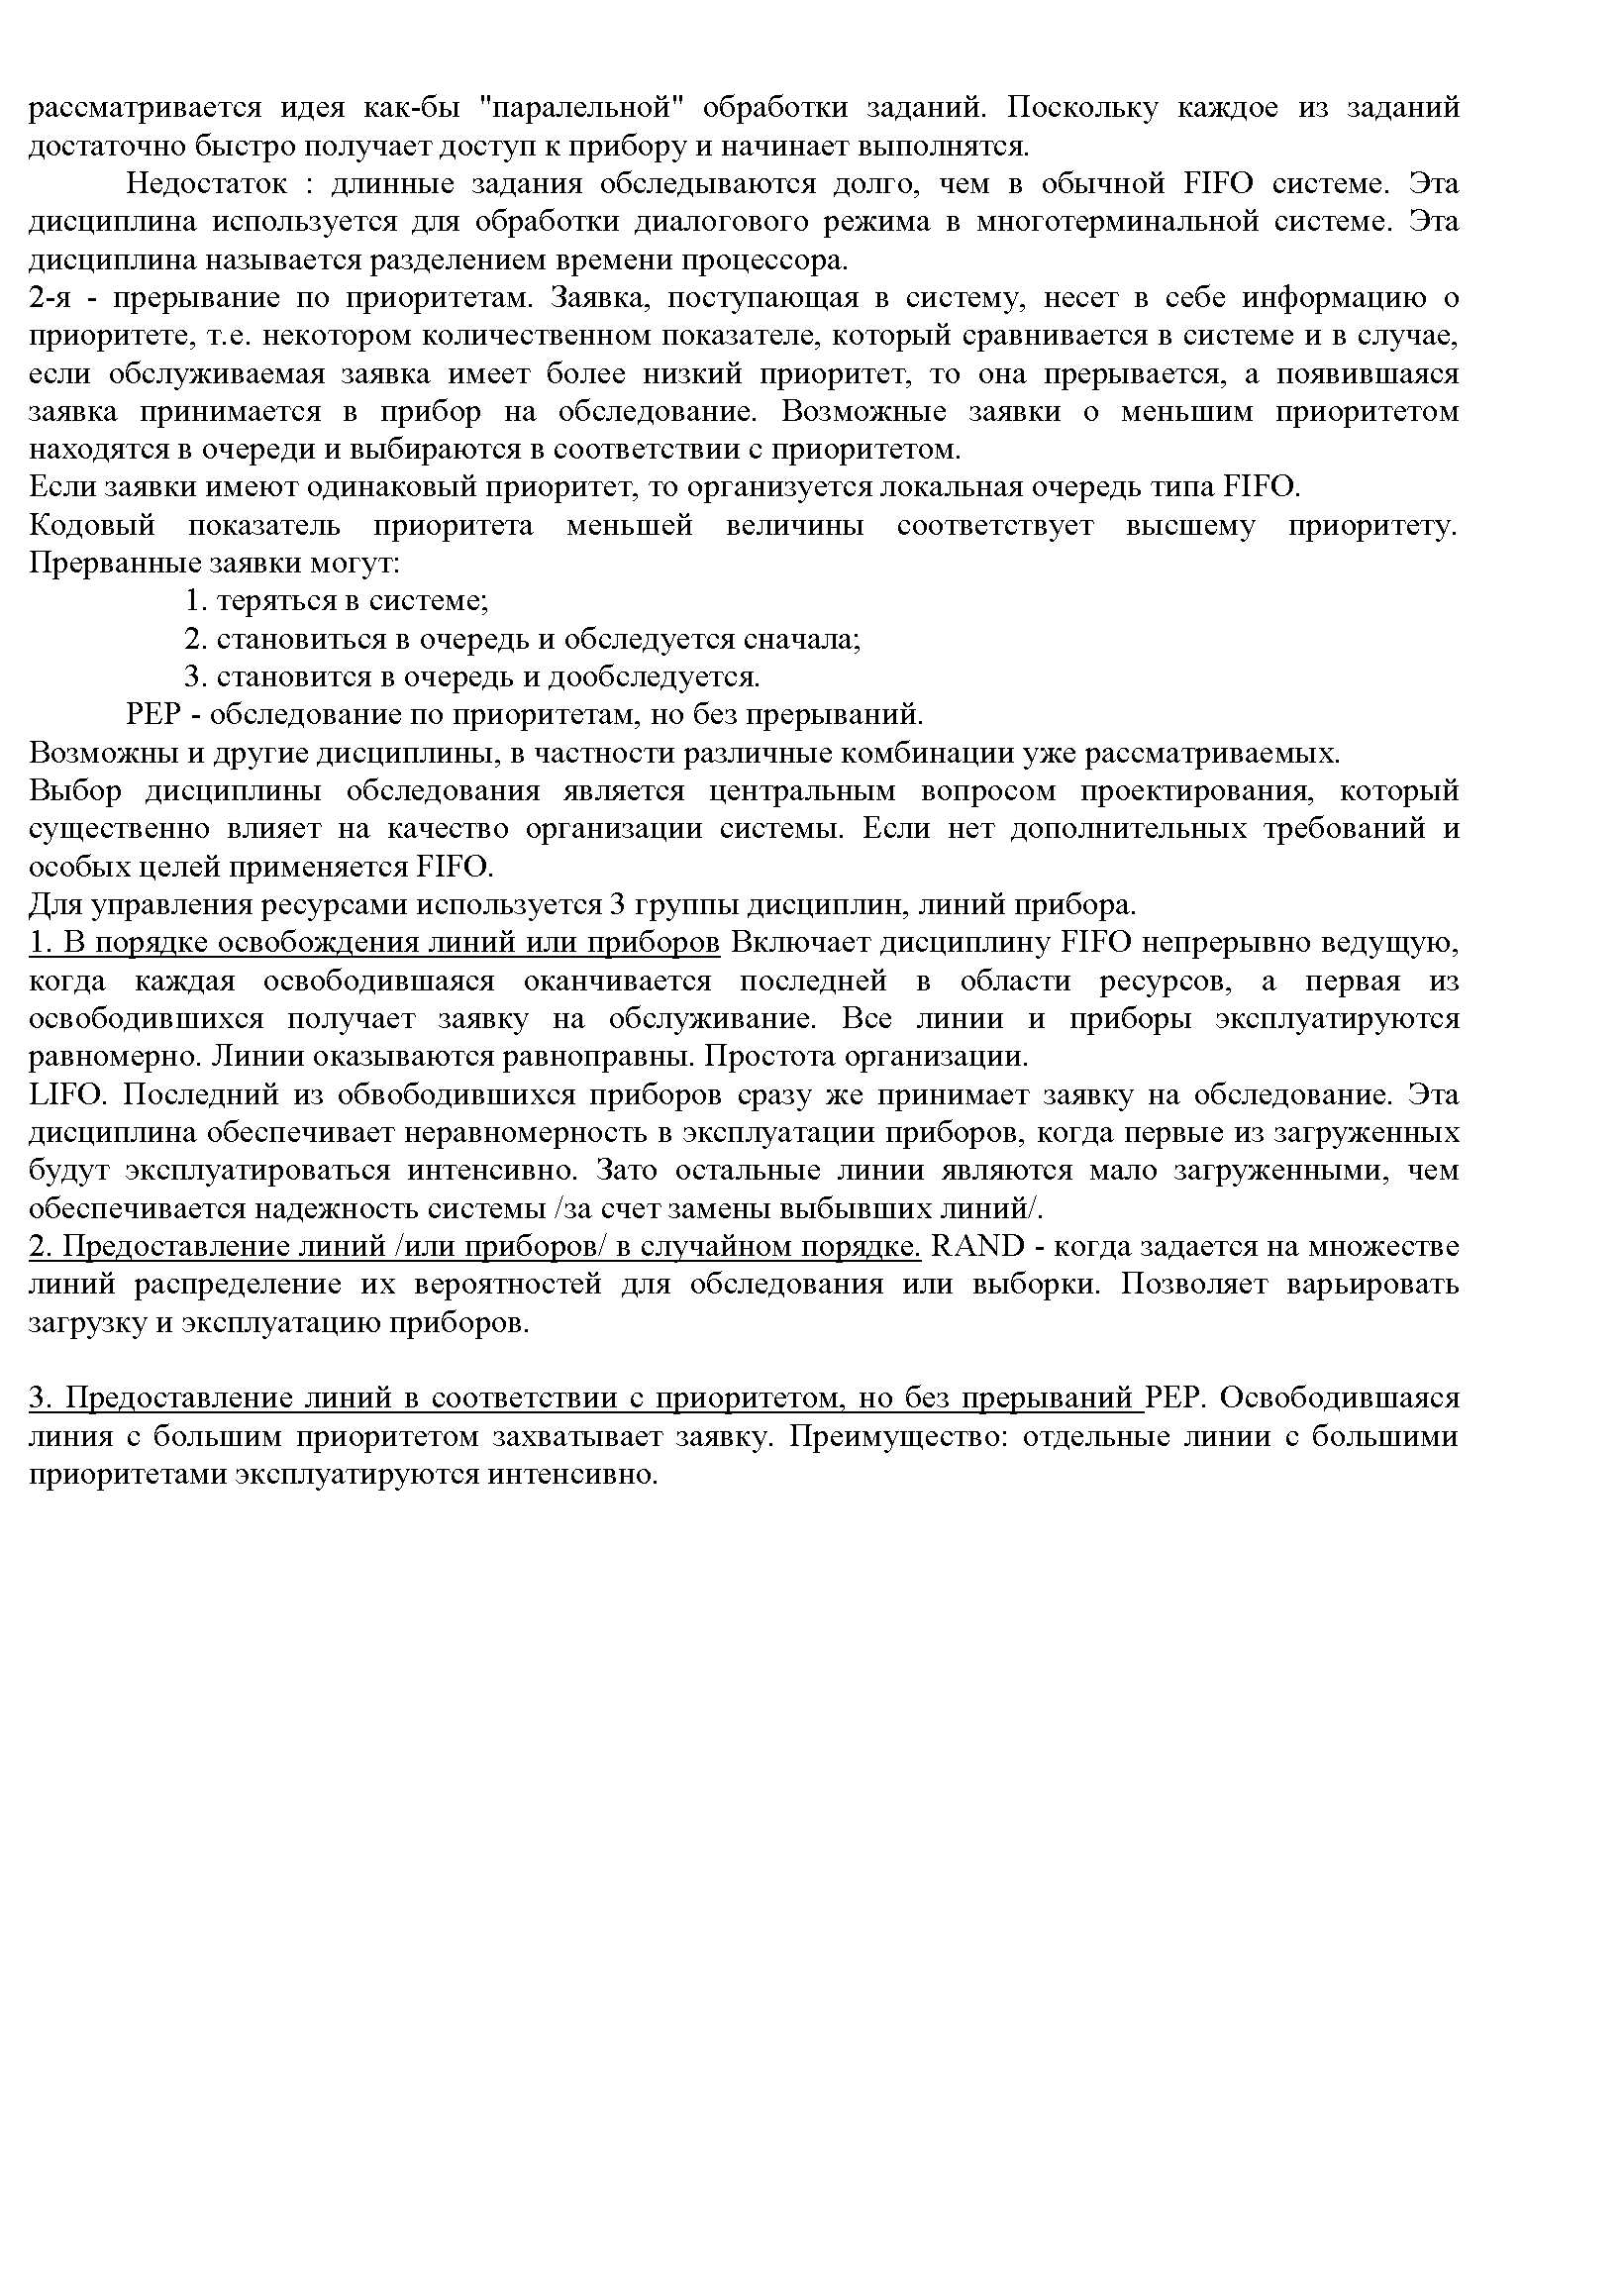 рассматривается идея как-бы "паралельной" обработки заданий. Поскольку каждое из заданий
достаточно быстро получает доступ к прибору и начинает выполнятся.
Недостаток : длинные задания обследываются долго, чем в обычной FIFO системе. Эта
дисциплина используется для обработки диалогового режима в многотерминальной системе. Эта
дисциплина называется разделением времени процессора.
2-я - прерывание по приоритетам. Заявка, поступающая в систему, несет в себе информацию о
приоритете, т.е. некотором количественном показателе, который сравнивается в системе и в случае,
если обслуживаемая заявка имеет более низкий приоритет, то она прерывается, а появившаяся
заявка принимается в прибор на обследование. Возможные заявки о меньшим приоритетом
находятся в очереди и выбираются в соответствии с приоритетом.
Если заявки имеют одинаковый приоритет, то организуется локальная очередь типа FIFO.
Кодовый показатель приоритета меньшей величины соответствует высшему приоритету.
Прерванные заявки могут:
1. теряться в системе;
2. становиться в очередь и обследуется сначала;
3. становится в очередь и дообследуется.
PEP - обследование по приоритетам, но без прерываний.
Возможны и другие дисциплины, в частности различные комбинации уже рассматриваемых.
Выбор дисциплины обследования является центральным вопросом проектирования, который
существенно влияет на качество организации системы. Если нет дополнительных требований и
особых целей применяется FIFO.
Для управления ресурсами используется 3 группы дисциплин, линий прибора.
1. В порядке освобождения линий или приборов Включает дисциплину FIFO непрерывно ведущую,
когда каждая освободившаяся оканчивается последней в области ресурсов, а первая из
освободившихся получает заявку на обслуживание. Все линии и приборы эксплуатируются
равномерно. Линии оказываются равноправны. Простота организации.
LIFO. Последний из обвободившихся приборов сразу же принимает заявку на обследование. Эта
дисциплина обеспечивает неравномерность в эксплуатации приборов, когда первые из загруженных
будут эксплуатироваться интенсивно. Зато остальные линии являются мало загруженными, чем
обеспечивается надежность системы /за счет замены выбывших линий/.
2. Предоставление линий /или приборов/ в случайном порядке. RAND - когда задается на множестве
линий распределение их вероятностей для обследования или выборки. Позволяет варьировать
загрузку и эксплуатацию приборов.
3. Предоставление линий в соответствии с приоритетом, но без прерываний PEP. Освободившаяся
линия с большим приоритетом захватывает заявку. Преимущество: отдельные линии с большими
приоритетами эксплуатируются интенсивно.